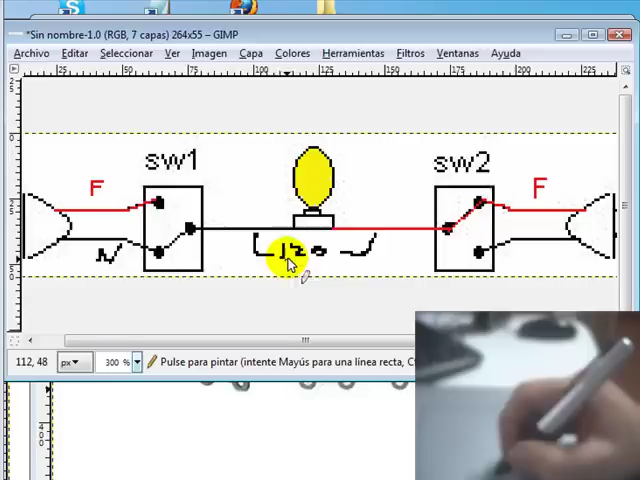 *Sin nombre-1.0 (RGB, 7 capas) 264x55 – GIMP
Archivo Editar Seleccionar Ver Imagen Capa Colores Herramientas Filtros Ventanas Ayuda
25 50 75 100 125 150 175 200 225
sw1 sw2
F F
N 120
112, 48 px 300 % Pulse para pintar (intente Mayús para una línea recta,